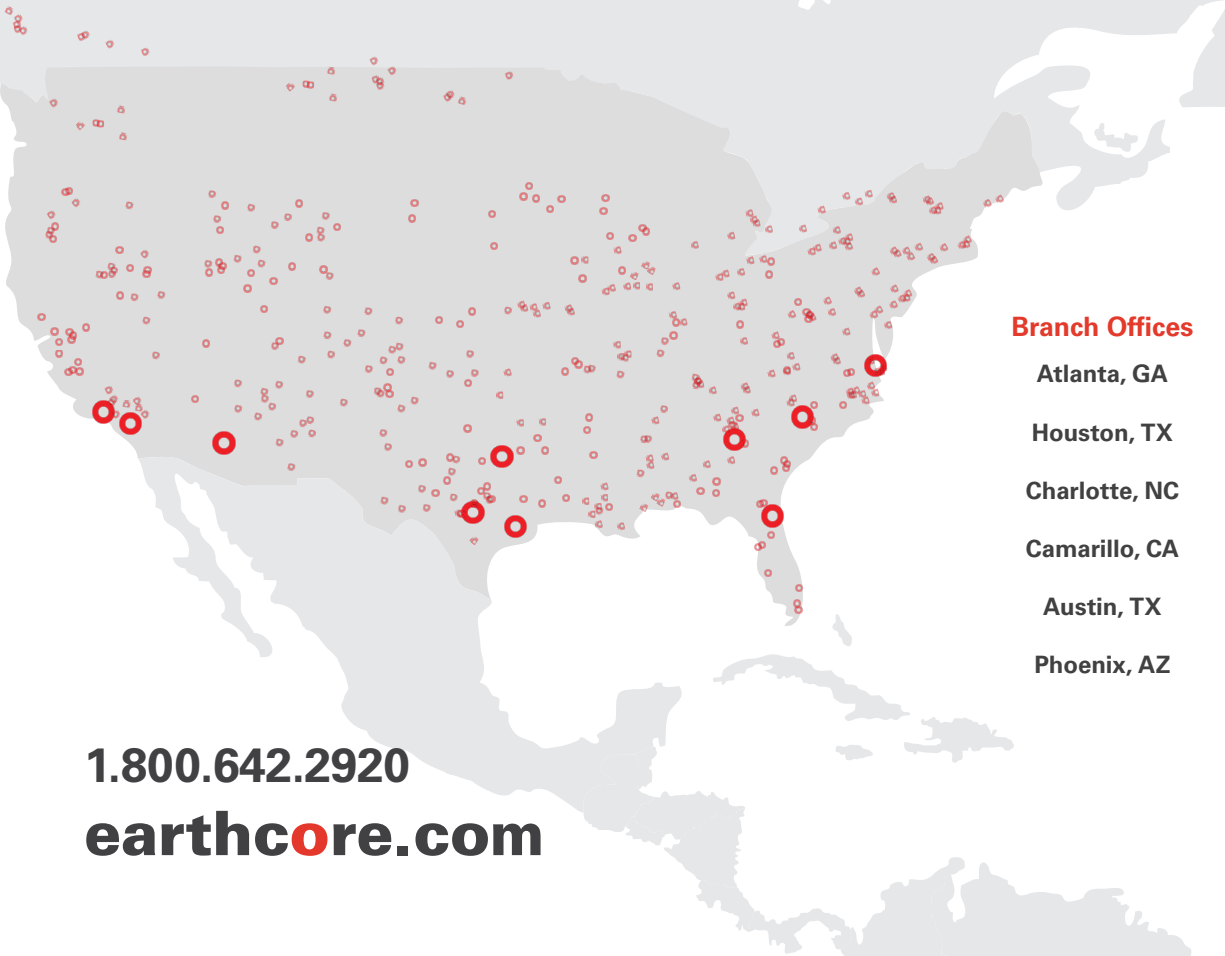 Branch Offices
Atlanta, GA
Houston, TX
Charlotte, NC
Camarillo, CA
Austin, TX
Phoenix, AZ
1.800.642.2920
earthcore.com